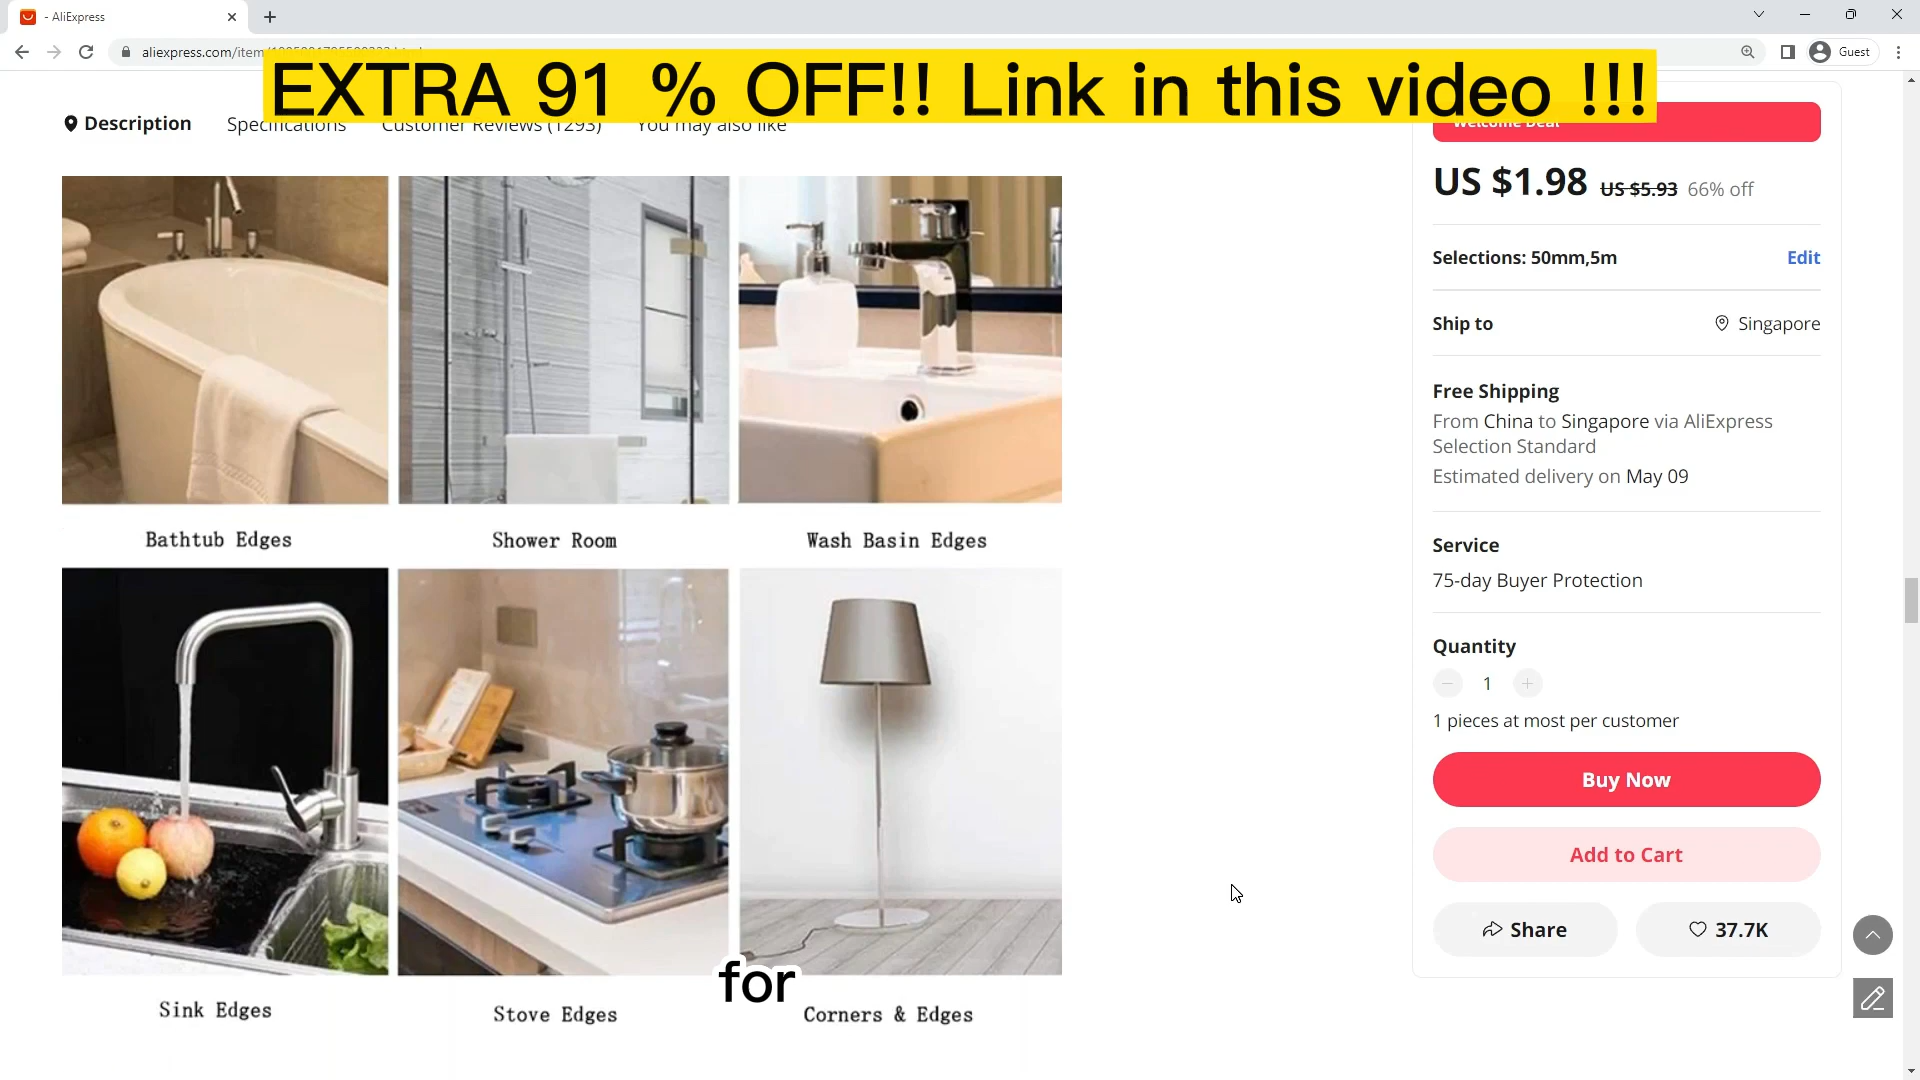 - AliExpress
aliexpress.com/item
Guest
EXTRA 91 % OFF!! Link in this video !!!
Description Specifications Customer Reviews (1293) You may also like
Welcome Deal
US $1.98 US $5.93 66% off
Selections: 50mm,5m Edit
Ship to Singapore
Free Shipping
From China to Singapore via AliExpress
Selection Standard
Estimated delivery on May 09
Service
75-day Buyer Protection
Quantity
1
1 pieces at most per customer
Buy Now
Add to Cart
Share 37.7K
Bathtub Edges Shower Room Wash Basin Edges
for
Sink Edges Stove Edges Corners & Edges